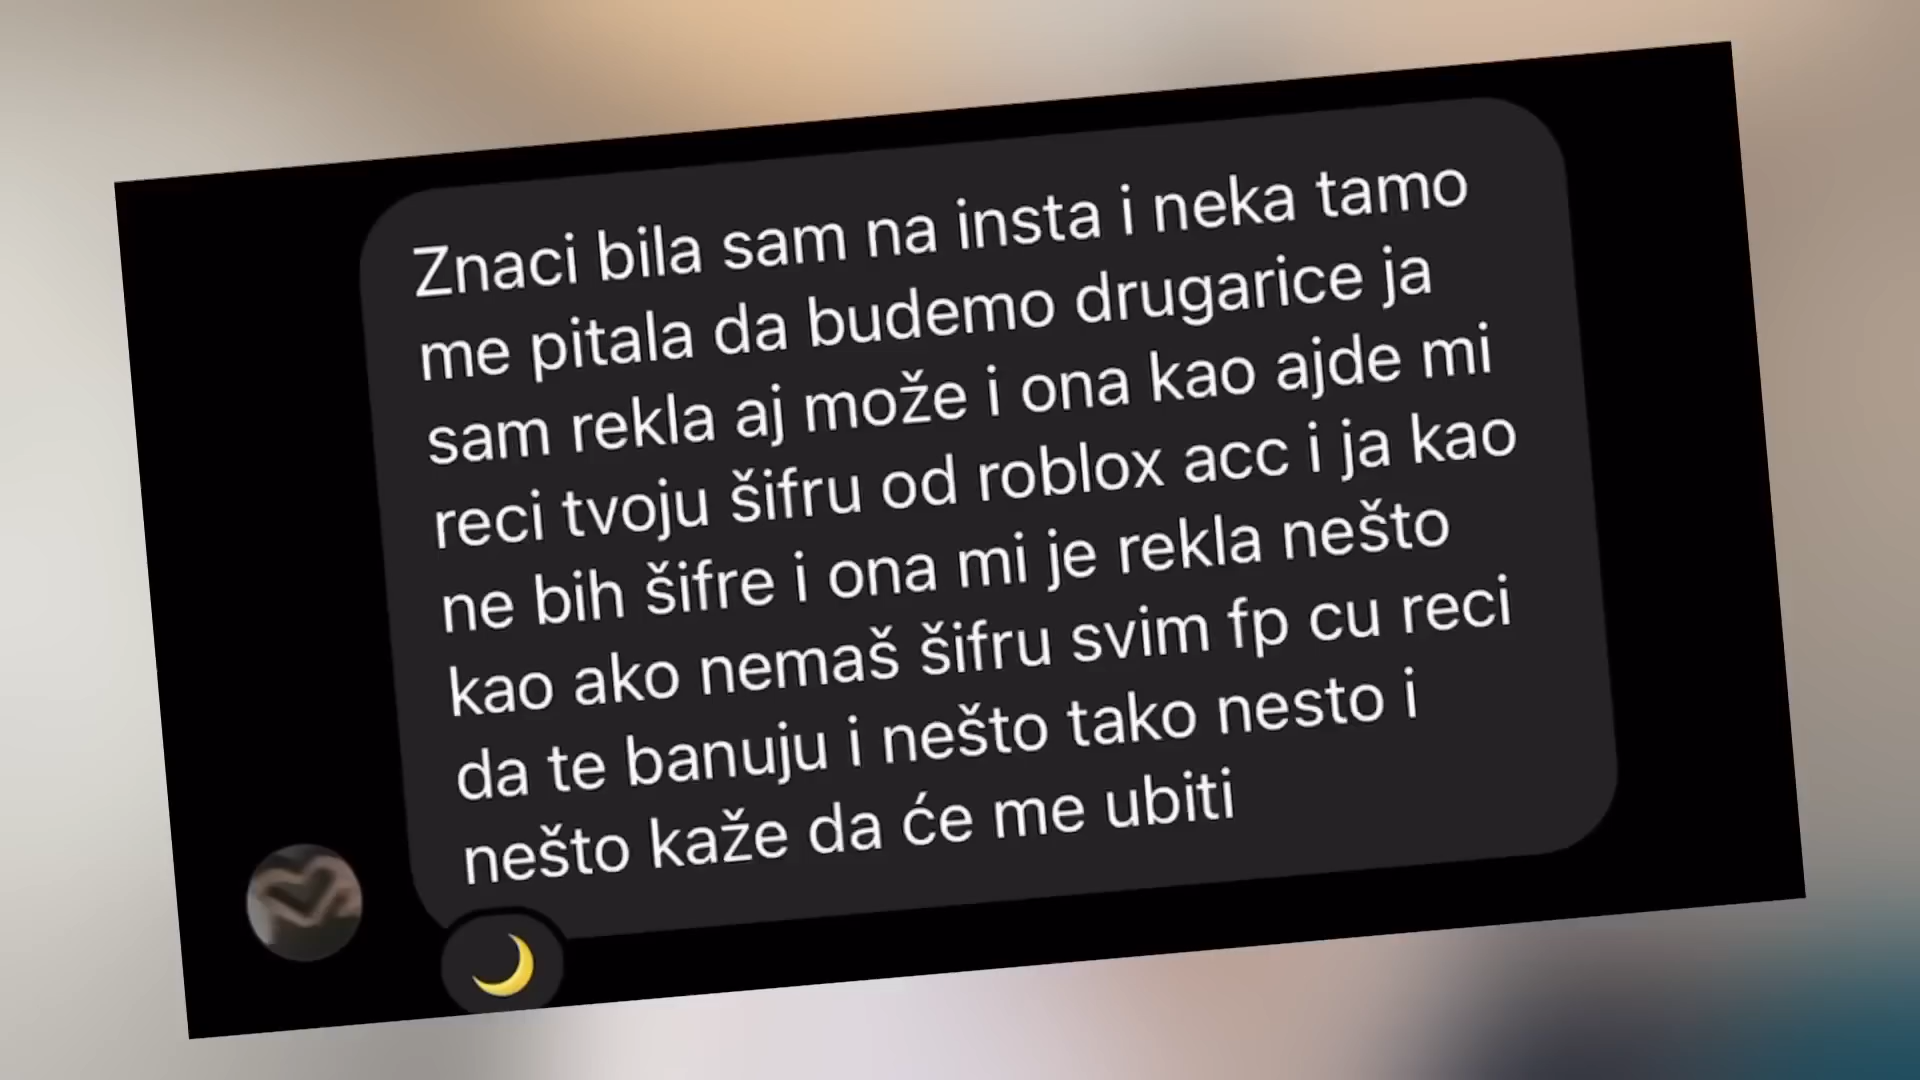 Znaci bila sam na insta i neka tamo
me pitala da budemo drugarice ja
sam rekla aj može i ona kao ajde mi
reci tvoju šifru od roblox acc i ja kao
ne bih šifre i ona mi je rekla nešto
kao ako nemaš šifru svim fp cu reci
da te banuju i nešto tako nesto i
nešto kaže da će me ubiti